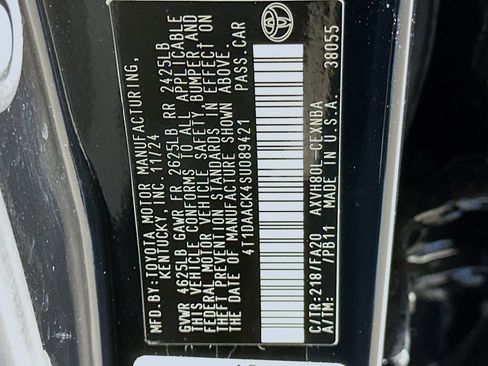 MFD.BY:TOYOTA MOTOR MANUFACTURING,
KENTUCKY, INC. 11/24
GVWR 4625LB GAWR FR 2625LB RR 2425LB
THIS VEHICLE CONFORMS TO ALL APPLICABLE
FEDERAL MOTOR VEHICLE SAFETY, BUMPER AND
THEFT PREVENTION STANDARDS IN EFFECT ON
THE DATE OF MANUFACTURE SHOWN ABOVE.
4T1DAACK4SU089421 PASS.CAR
C/TR:218/FA20 AXVH80L-CEXNBA
A/TM: /PB11 MADE IN U.S.A. 38055